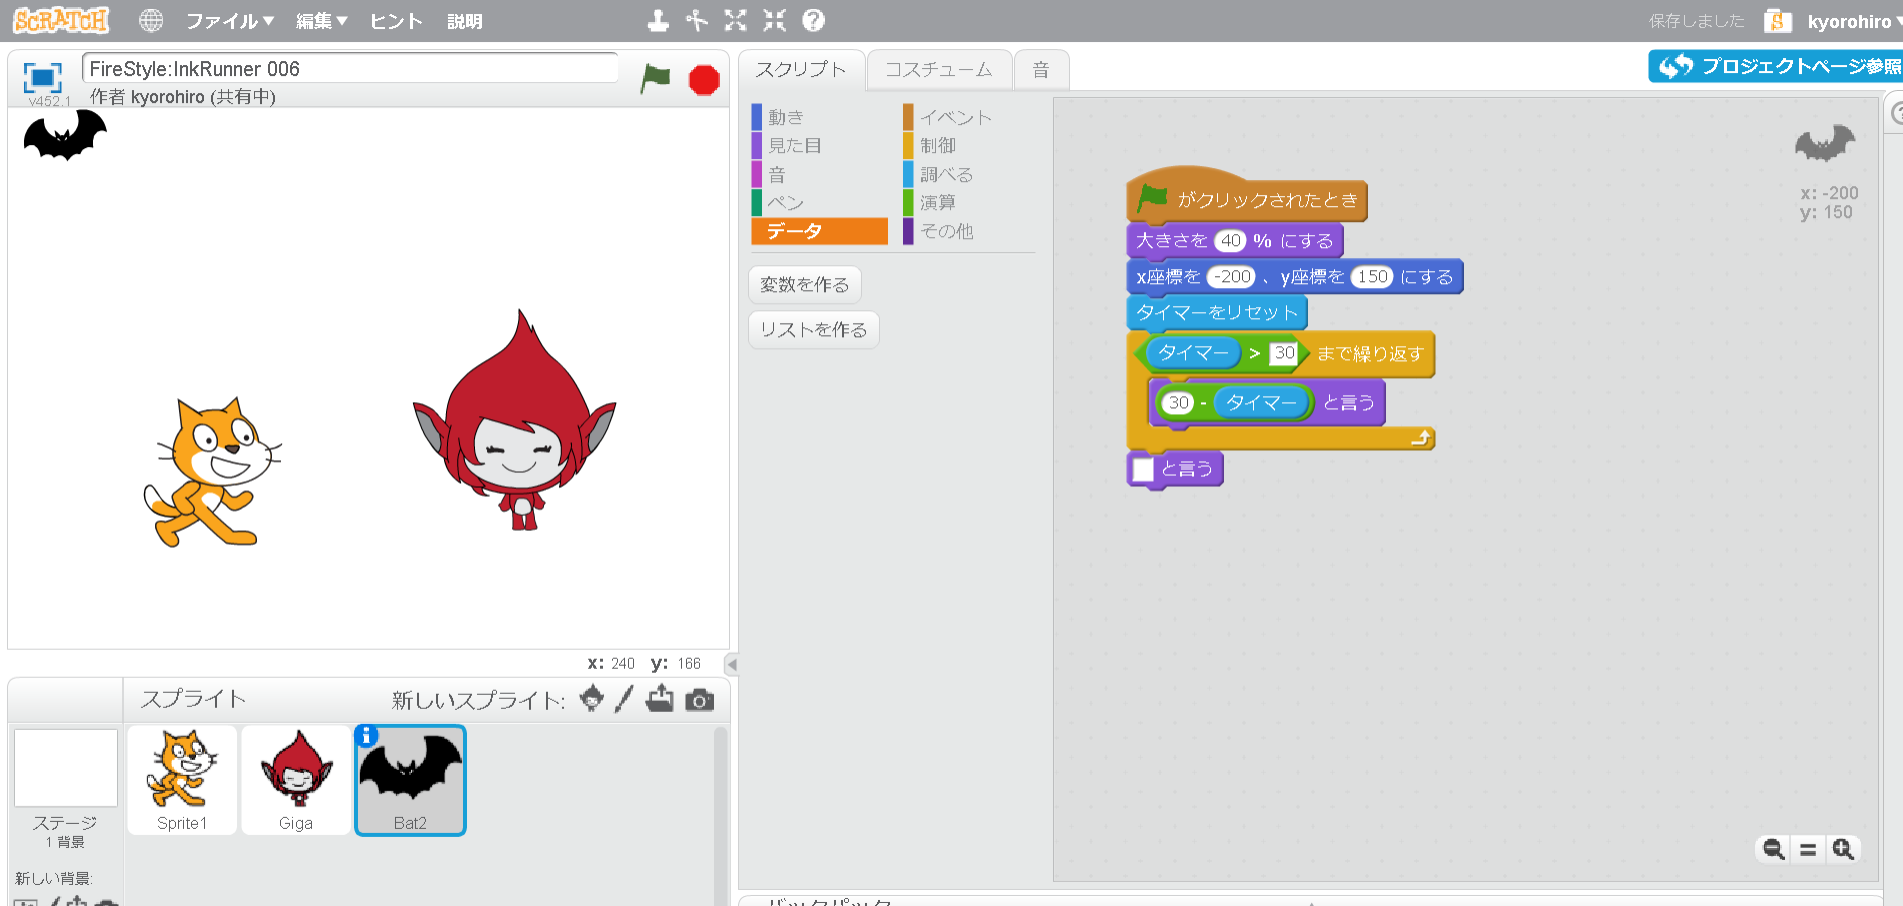 SCRATCH ファイル▼ 編集▼ ヒント 説明 保存しました kyorohiro
v452.1 FireStyle:InkRunner 006
作者 kyorohiro (共有中)
スクリプト コスチューム 音 プロジェクトページ参照
動き イベント
見た目 制御
音 調べる
ペン 演算
データ その他
変数を作る
リストを作る
がクリックされたとき
大きさを 40 % にする
x座標を -200 、y座標を 150 にする
タイマーをリセット
タイマー > 30 まで繰り返す
30 - タイマー と言う
と言う
x: -200
y: 150
x: 240 y: 166
スプライト 新しいスプライト:
Sprite1 Giga Bat2
ステージ
1 背景
新しい背景:
バックパック